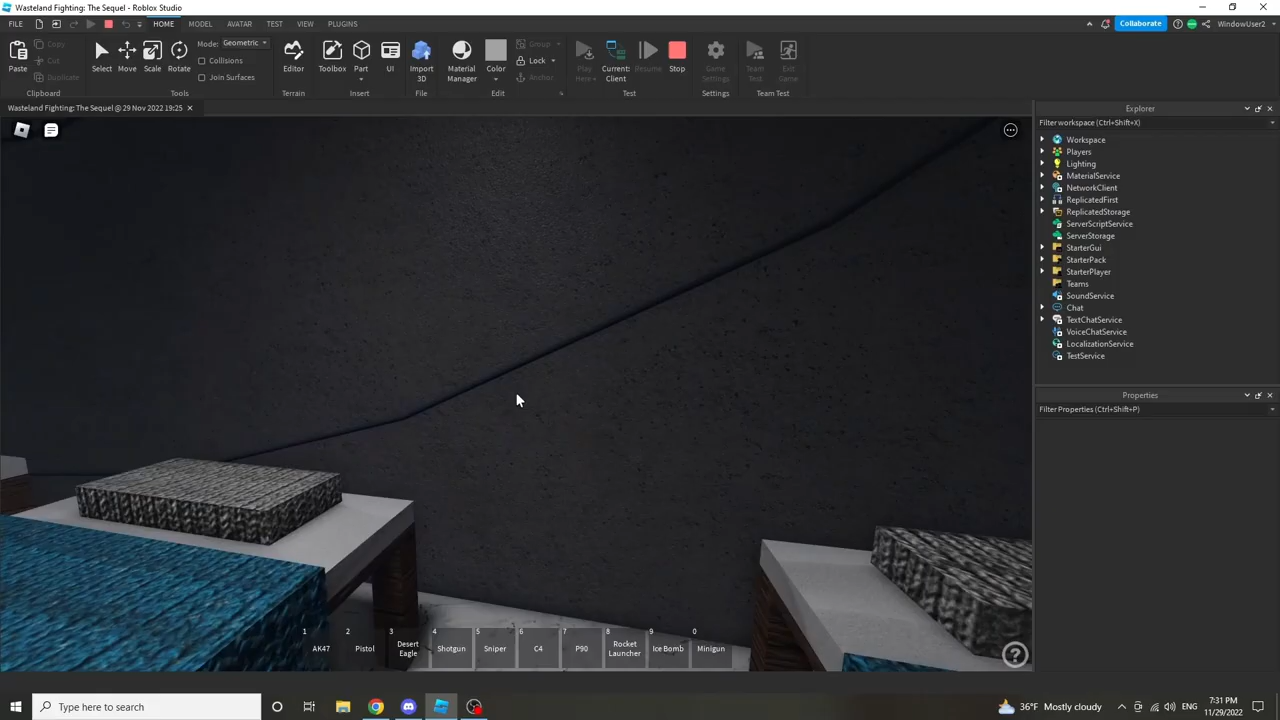 Wasteland Fighting: The Sequel - Roblox Studio
FILE HOME MODEL AVATAR TEST VIEW PLUGINS Collaborate WindowUser2
Paste Copy Cut Duplicate Select Move Scale Rotate Mode: Geometric Collisions Join Surfaces Editor Toolbox Part UI Import 3D Material Manager Color Group Lock Anchor Play Here Current: Client Resume Stop Game Settings Team Test Exit Game
Clipboard Tools Terrain Insert File Edit Test Settings Team Test
Wasteland Fighting: The Sequel @ 29 Nov 2022 19:25
Explorer
Filter workspace (Ctrl+Shift+X)
Workspace
Players
Lighting
MaterialService
NetworkClient
ReplicatedFirst
ReplicatedStorage
ServerScriptService
ServerStorage
StarterGui
StarterPack
StarterPlayer
Teams
SoundService
Chat
TextChatService
VoiceChatService
LocalizationService
TestService
Properties
Filter Properties (Ctrl+Shift+P)
1 2 3 4 5 6 7 8 9 0
AK47 Pistol Desert Eagle Shotgun Sniper C4 P90 Rocket Launcher Ice Bomb Minigun
Type here to search
36°F Mostly cloudy ENG 7:31 PM 11/29/2022